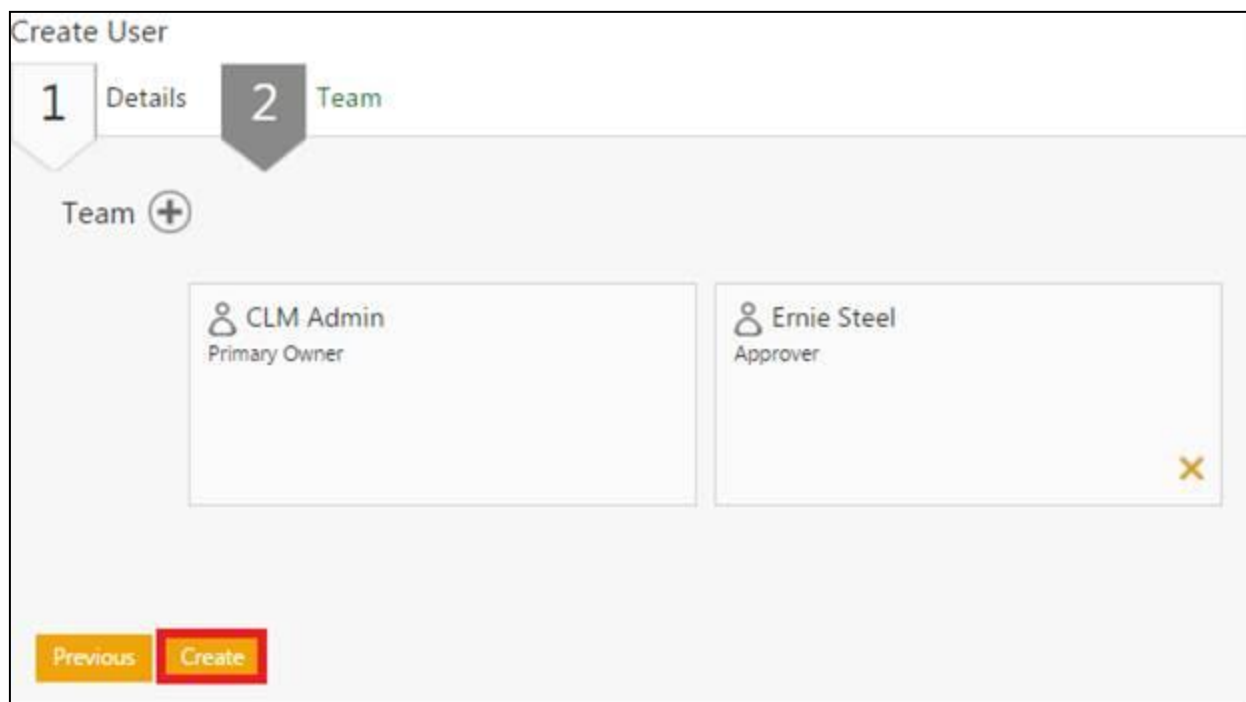 Create User
1 Details 2 Team
Team
CLM Admin
Primary Owner
Ernie Steel
Approver
Previous Create